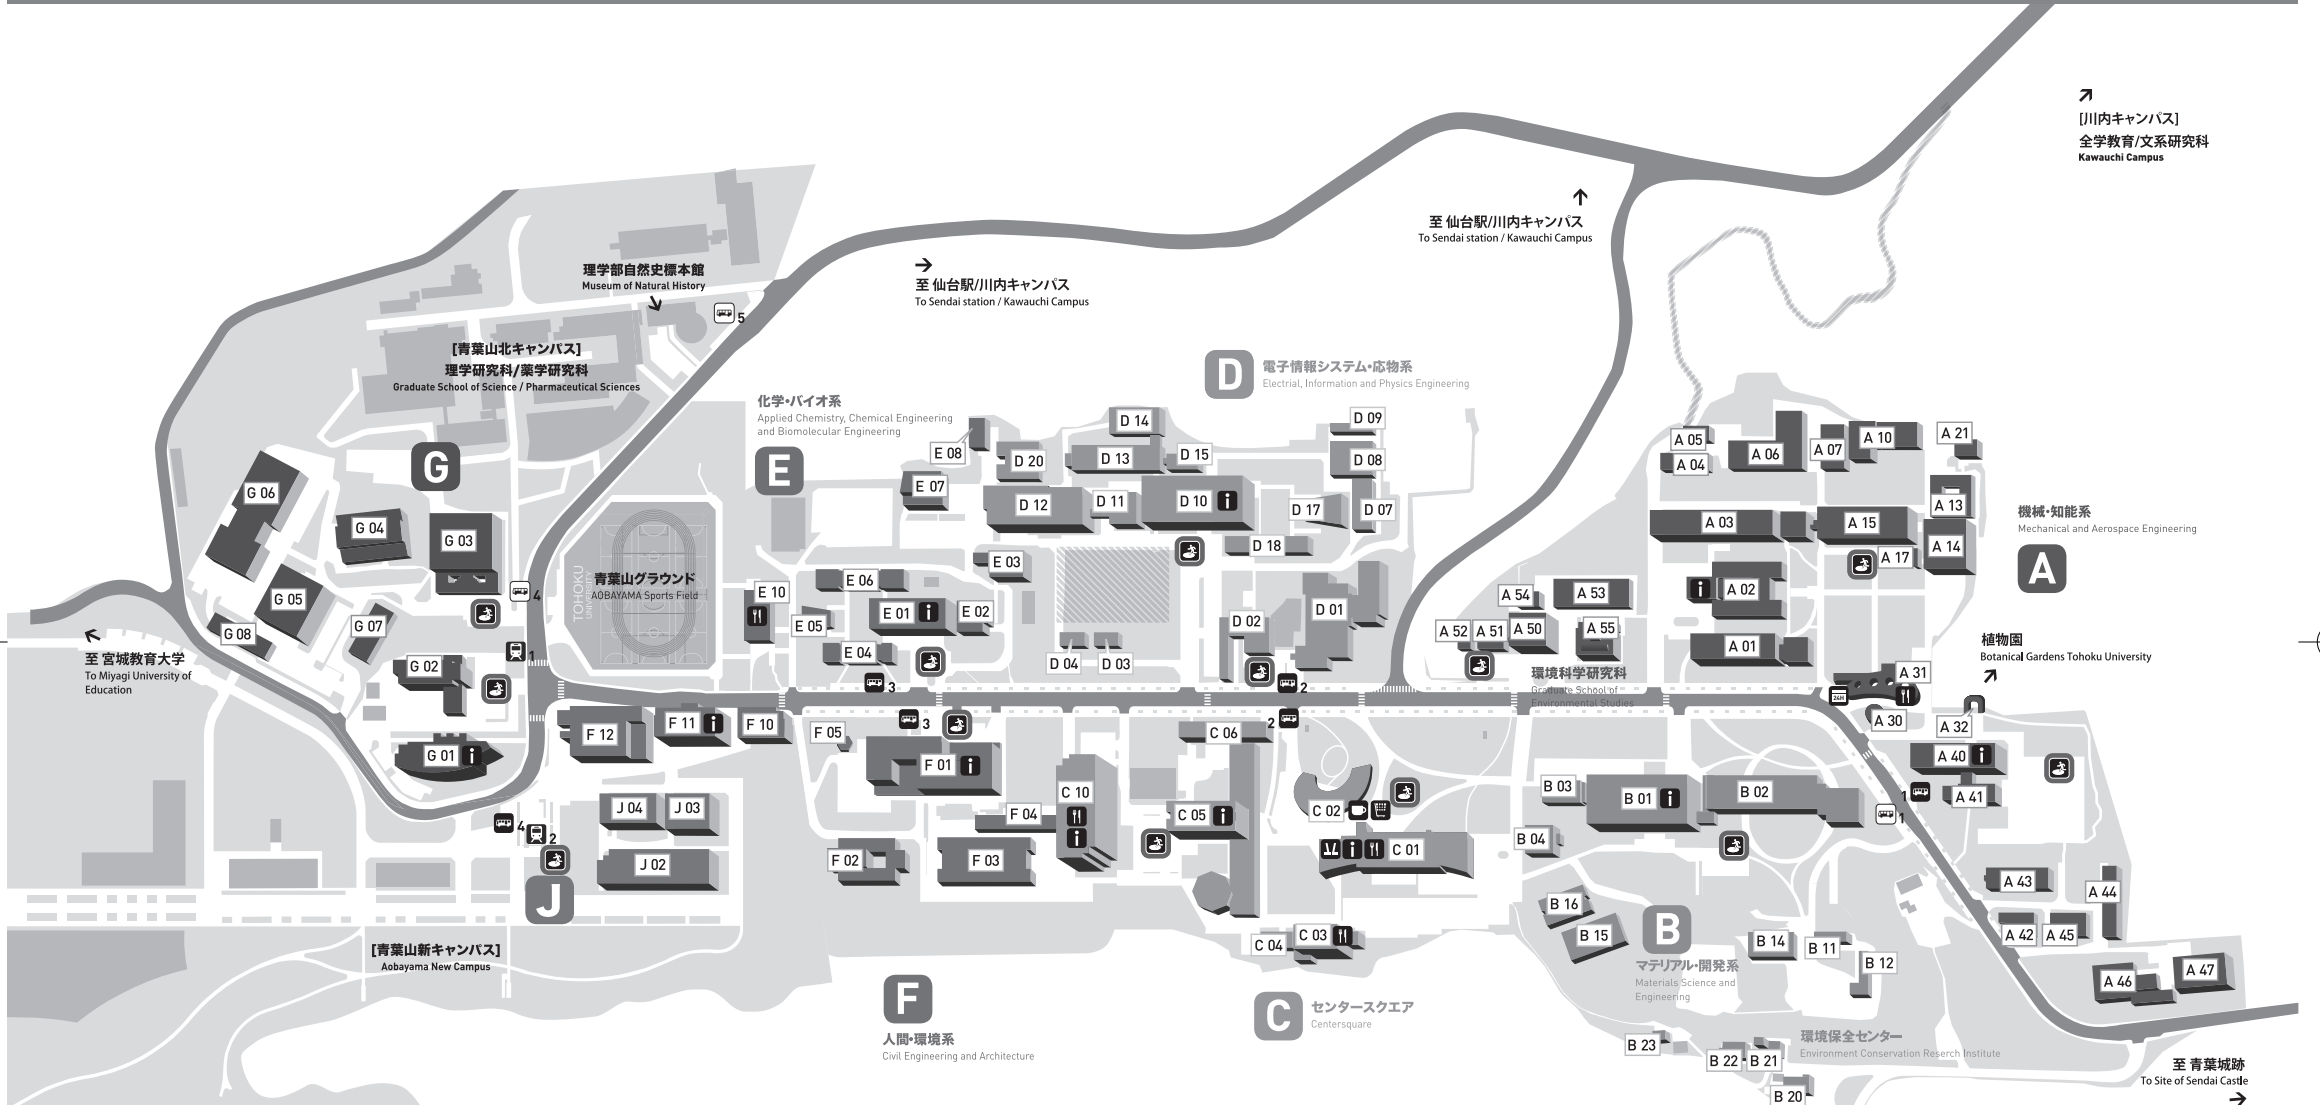 [川内キャンパス]
全学教育/文系研究科
Kawauchi Campus
至 仙台駅/川内キャンパス
To Sendai station / Kawauchi Campus
理学部自然史標本館
Museum of Natural History
至 仙台駅/川内キャンパス
To Sendai station / Kawauchi Campus
5
[青葉山北キャンパス]
理学研究科/薬学研究科
Graduate School of Science / Pharmaceutical Sciences
D
電子情報システム・応物系
Electrial, Information and Physics Engineering
化学・バイオ系
Applied Chemistry, Chemical Engineering
and Biomolecular Engineering
E
G
D 14
D 09
E 08
D 20
D 13
D 15
D 08
E 07
D 12
D 11
D 10
i
D 17
D 07
D 18
A 05
A 04
A 06
A 07
A 10
A 21
A 13
A 03
A 15
A 14
A 17
機械・知能系
Mechanical and Aerospace Engineering
A
G 06
G 04
G 03
G 05
G 08
G 07
G 02
4
1
TOHOKU
UNIVERSITY
青葉山グラウンド
AOBAYAMA Sports Field
E 10
E 06
E 03
E 05
E 01
i
E 02
E 04
3
D 04
D 03
D 02
D 01
2
A 54
A 53
A 52
A 51
A 50
A 55
i
A 02
A 01
環境科学研究科
Graduate School of
Environmental Studies
植物園
Botanical Gardens Tohoku University
A 31
24H
A 30
A 32
至 宮城教育大学
To Miyagi University of
Education
G 01
i
F 12
F 11
i
F 10
F 05
3
F 01
i
C 10
i
C 06
2
C 05
i
C 02
F 04
F 02
F 03
i
C 01
C 04
C 03
B 03
B 01
i
B 02
B 04
A 40
i
A 41
1
1
4
2
J 04
J 03
J 02
J
B 16
B 15
B
マテリアル・開発系
Materials Science and
Engineering
B 14
B 11
B 12
A 43
A 44
A 42
A 45
A 46
A 47
[青葉山新キャンパス]
Aobayama New Campus
F
人間・環境系
Civil Engineering and Architecture
C
センタースクエア
Centersquare
B 23
B 22
B 21
B 20
環境保全センター
Environment Conservation Reserch Institute
至 青葉城跡
To Site of Sendai Castle